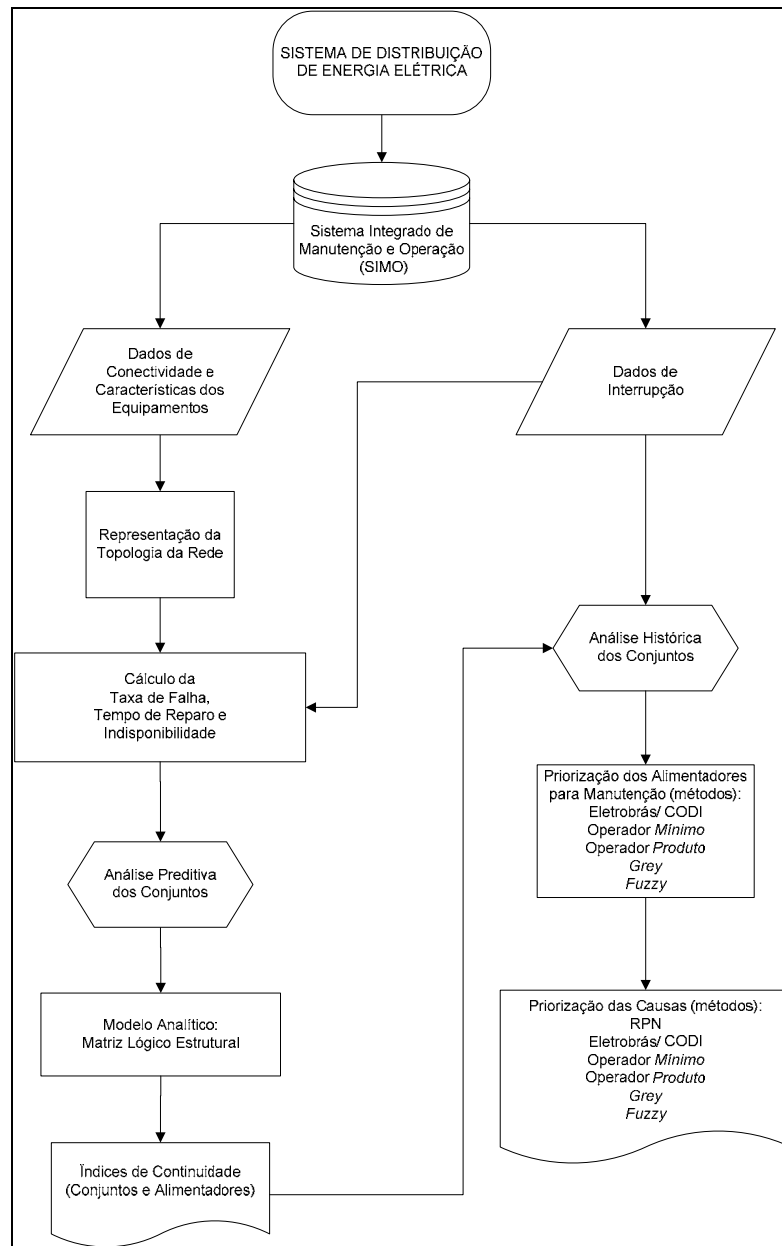 SISTEMA DE DISTRIBUIÇÃO
DE ENERGIA ELÉTRICA
Sistema Integrado de
Manutenção e Operação
(SIMO)
Dados de
Conectividade e
Características dos
Equipamentos
Dados de
Interrupção
Representação da
Topologia da Rede
Análise Histórica
dos Conjuntos
Cálculo da
Taxa de Falha,
Tempo de Reparo e
Indisponibilidade
Priorização dos Alimentadores
para Manutenção (métodos):
Eletrobrás/ CODI
Operador Mínimo
Operador Produto
Grey
Fuzzy
Análise Preditiva
dos Conjuntos
Modelo Analítico:
Matriz Lógico Estrutural
Priorização das Causas (métodos):
RPN
Eletrobrás/ CODI
Operador Mínimo
Operador Produto
Grey
Fuzzy
Índices de Continuidade
(Conjuntos e Alimentadores)